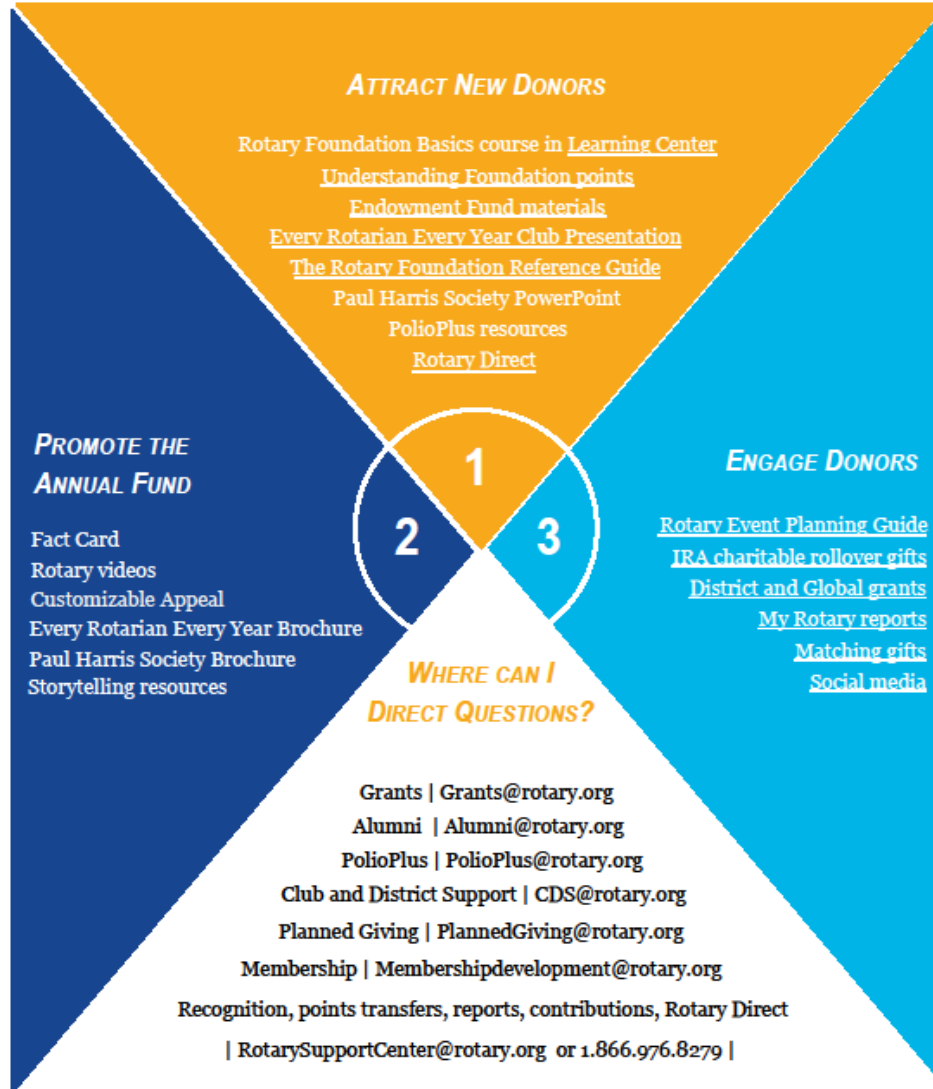 ATTRACT NEW DONORS
Rotary Foundation Basics course in Learning Center
Understanding Foundation points
Endowment Fund materials
Every Rotarian Every Year Club Presentation
The Rotary Foundation Reference Guide
Paul Harris Society PowerPoint
PolioPlus resources
Rotary Direct
1
PROMOTE THE
ANNUAL FUND
Fact Card
Rotary videos
Customizable Appeal
Every Rotarian Every Year Brochure
Paul Harris Society Brochure
Storytelling resources
2
3
ENGAGE DONORS
Rotary Event Planning Guide
IRA charitable rollover gifts
District and Global grants
My Rotary reports
Matching gifts
Social media
WHERE CAN I
DIRECT QUESTIONS?
Grants | Grants@rotary.org
Alumni | Alumni@rotary.org
PolioPlus | PolioPlus@rotary.org
Club and District Support | CDS@rotary.org
Planned Giving | PlannedGiving@rotary.org
Membership | Membershipdevelopment@rotary.org
Recognition, points transfers, reports, contributions, Rotary Direct
| RotarySupportCenter@rotary.org or 1.866.976.8279 |